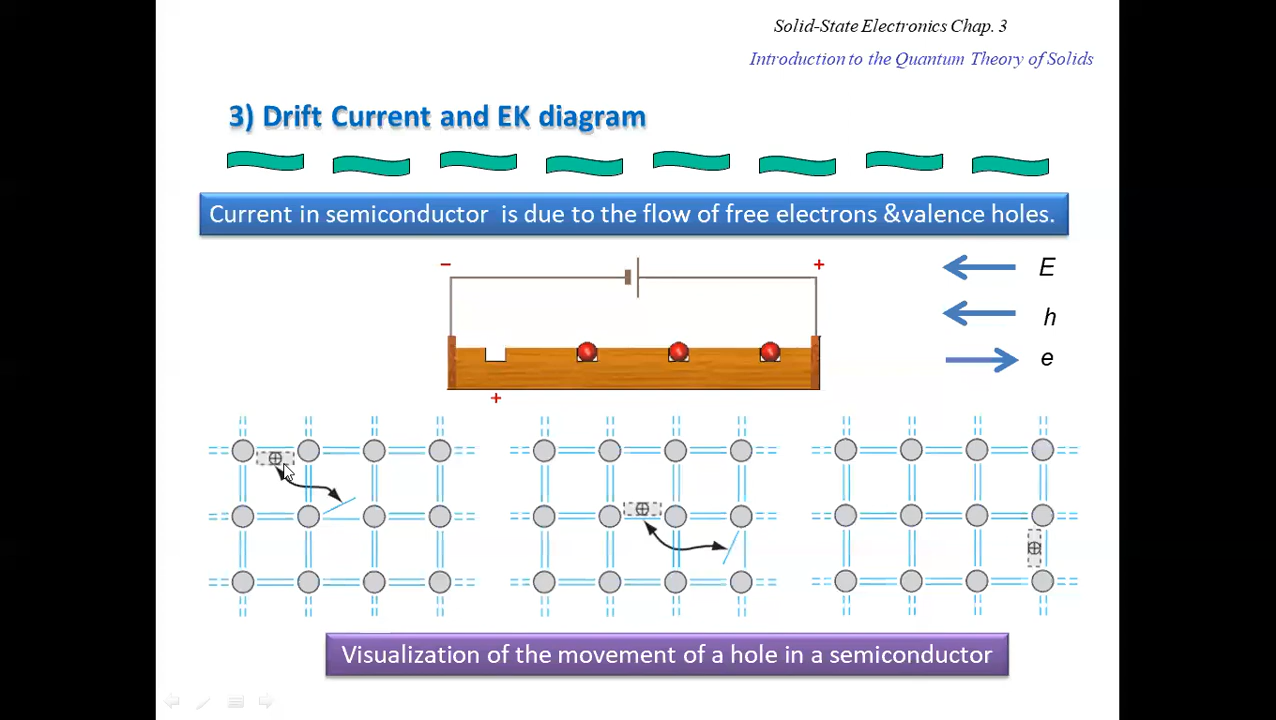 Solid-State Electronics Chap. 3
Introduction to the Quantum Theory of Solids
3) Drift Current and EK diagram
Current in semiconductor is due to the flow of free electrons &valence holes.
− +
E
h
e
+
Visualization of the movement of a hole in a semiconductor